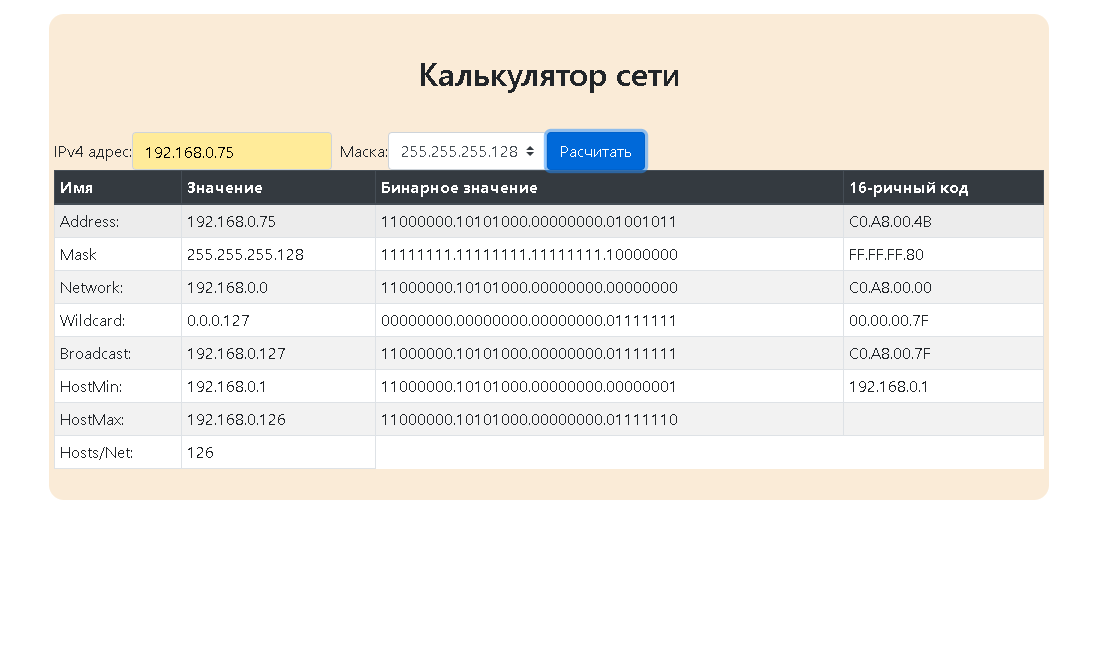 Калькулятор сети
IPv4 адрес: 192.168.0.75 Маска: 255.255.255.128 Расчитать
Имя Значение Бинарное значение 16-ричный код
Address: 192.168.0.75 11000000.10101000.00000000.01001011 C0.A8.00.4B
Mask 255.255.255.128 11111111.11111111.11111111.10000000 FF.FF.FF.80
Network: 192.168.0.0 11000000.10101000.00000000.00000000 C0.A8.00.00
Wildcard: 0.0.0.127 00000000.00000000.00000000.01111111 00.00.00.7F
Broadcast: 192.168.0.127 11000000.10101000.00000000.01111111 C0.A8.00.7F
HostMin: 192.168.0.1 11000000.10101000.00000000.00000001 192.168.0.1
HostMax: 192.168.0.126 11000000.10101000.00000000.01111110
Hosts/Net: 126